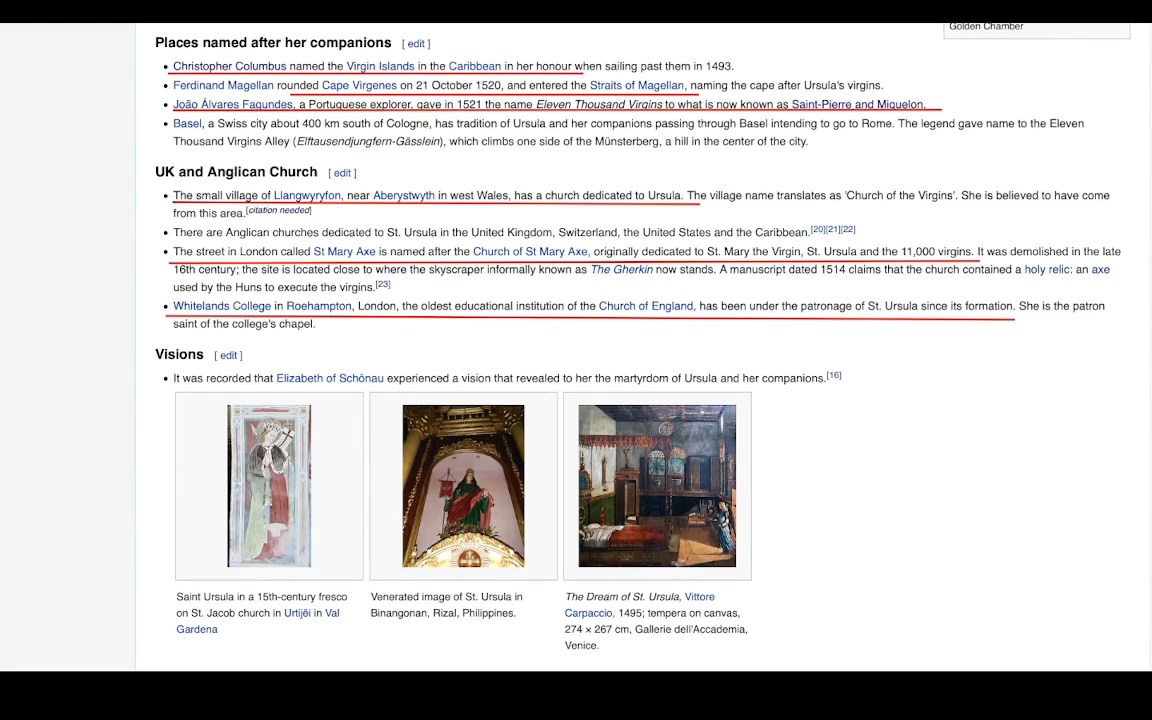 Golden Chamber
Places named after her companions [ edit ]
Christopher Columbus named the Virgin Islands in the Caribbean in her honour when sailing past them in 1493.
Ferdinand Magellan rounded Cape Virgenes on 21 October 1520, and entered the Straits of Magellan, naming the cape after Ursula's virgins.
João Álvares Fagundes, a Portuguese explorer, gave in 1521 the name Eleven Thousand Virgins to what is now known as Saint-Pierre and Miquelon.
Basel, a Swiss city about 400 km south of Cologne, has tradition of Ursula and her companions passing through Basel intending to go to Rome. The legend gave name to the Eleven
Thousand Virgins Alley (Elftausendjungfern-Gässlein), which climbs one side of the Münsterberg, a hill in the center of the city.
UK and Anglican Church [ edit ]
The small village of Llangwyryfon, near Aberystwyth in west Wales, has a church dedicated to Ursula. The village name translates as 'Church of the Virgins'. She is believed to have come
from this area.[citation needed]
There are Anglican churches dedicated to St. Ursula in the United Kingdom, Switzerland, the United States and the Caribbean.[20][21][22]
The street in London called St Mary Axe is named after the Church of St Mary Axe, originally dedicated to St. Mary the Virgin, St. Ursula and the 11,000 virgins. It was demolished in the late
16th century; the site is located close to where the skyscraper informally known as The Gherkin now stands. A manuscript dated 1514 claims that the church contained a holy relic: an axe
used by the Huns to execute the virgins.[23]
Whitelands College in Roehampton, London, the oldest educational institution of the Church of England, has been under the patronage of St. Ursula since its formation. She is the patron
saint of the college's chapel.
Visions [ edit ]
It was recorded that Elizabeth of Schönau experienced a vision that revealed to her the martyrdom of Ursula and her companions.[16]
Saint Ursula in a 15th-century fresco
on St. Jacob church in Urtijëi in Val
Gardena
Venerated image of St. Ursula in
Binangonan, Rizal, Philippines.
The Dream of St. Ursula, Vittore
Carpaccio, 1495; tempera on canvas,
274 × 267 cm, Gallerie dell'Accademia,
Venice.